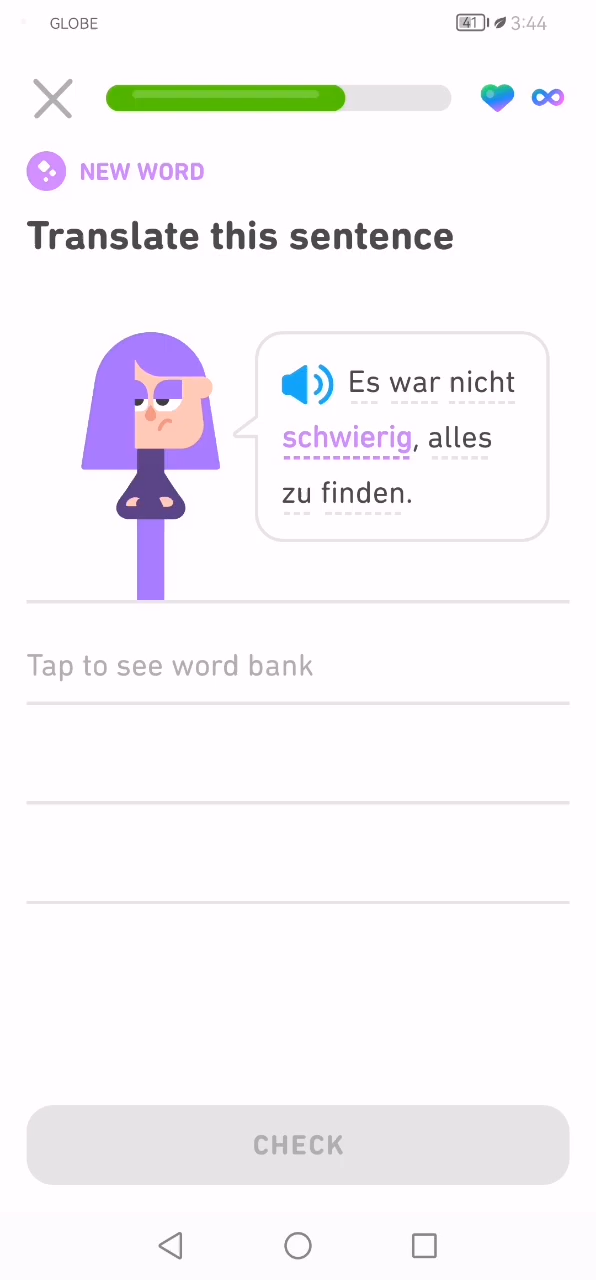 GLOBE
41
3:44
NEW WORD
Translate this sentence
Es war nicht
schwierig, alles
zu finden.
Tap to see word bank
CHECK